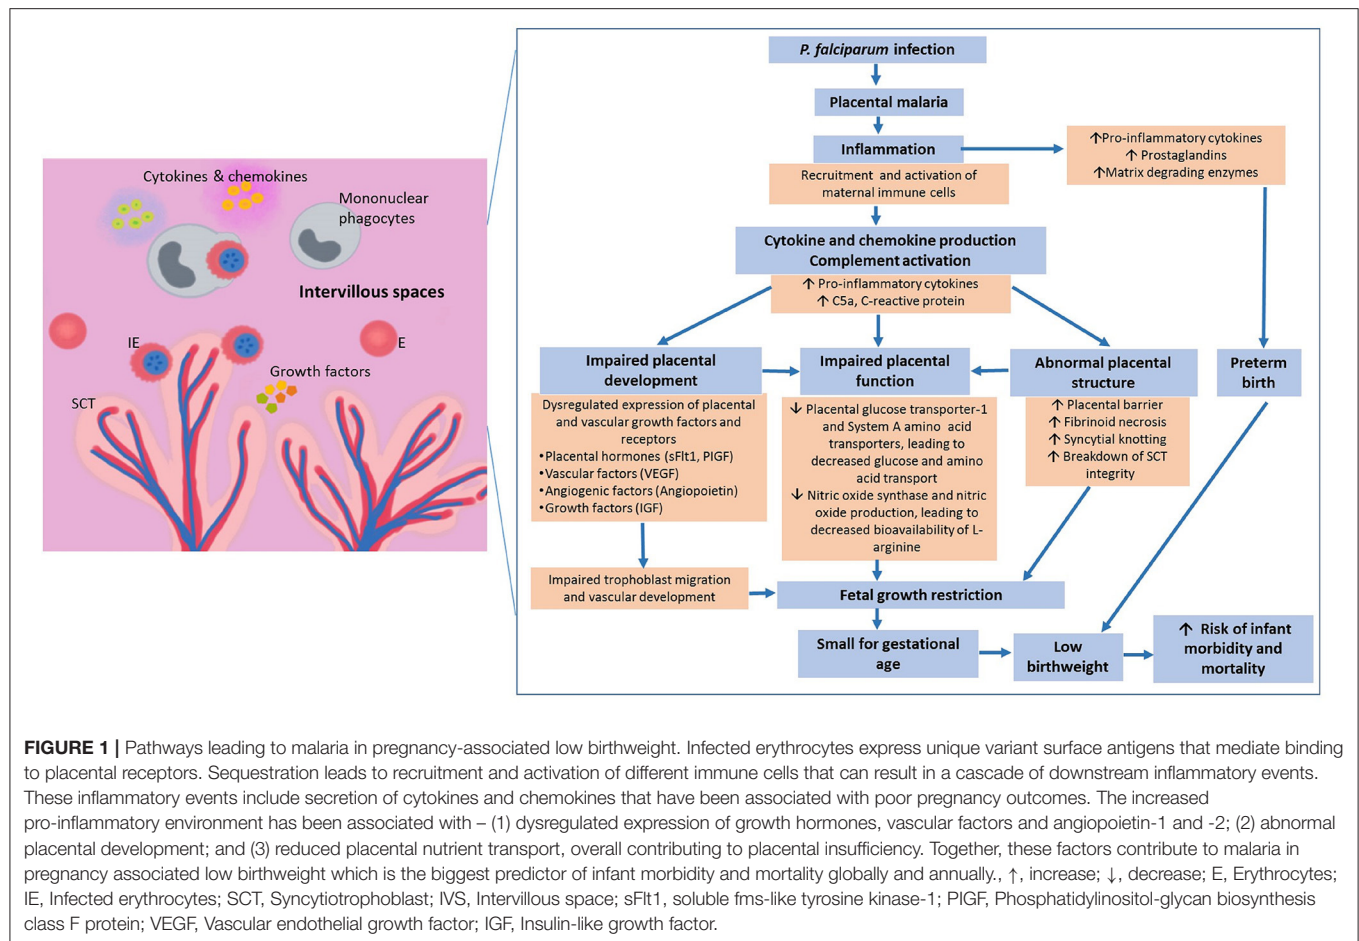 Cytokines & chemokines
Mononuclear
phagocytes
Intervillous spaces
IE
E
Growth factors
SCT
P. falciparum infection
Placental malaria
Inflammation
Recruitment and activation of
maternal immune cells
↑Pro-inflammatory cytokines
↑ Prostaglandins
↑Matrix degrading enzymes
Cytokine and chemokine production
Complement activation
↑ Pro-inflammatory cytokines
↑ C5a, C-reactive protein
Impaired placental
development
Dysregulated expression of placental
and vascular growth factors and
receptors
•Placental hormones (sFlt1, PIGF)
•Vascular factors (VEGF)
•Angiogenic factors (Angiopoietin)
•Growth factors (IGF)
Impaired placental
function
↓ Placental glucose transporter-1
and System A amino acid
transporters, leading to
decreased glucose and amino
acid transport
↓ Nitric oxide synthase and nitric
oxide production, leading to
decreased bioavailability of L-
arginine
Abnormal placental
structure
↑ Placental barrier
↑ Fibrinoid necrosis
↑ Syncytial knotting
↑ Breakdown of SCT
integrity
Preterm
birth
Impaired trophoblast migration
and vascular development
Fetal growth restriction
Small for gestational
age
Low
birthweight
↑ Risk of infant
morbidity and
mortality
FIGURE 1 | Pathways leading to malaria in pregnancy-associated low birthweight. Infected erythrocytes express unique variant surface antigens that mediate binding
to placental receptors. Sequestration leads to recruitment and activation of different immune cells that can result in a cascade of downstream inflammatory events.
These inflammatory events include secretion of cytokines and chemokines that have been associated with poor pregnancy outcomes. The increased
pro-inflammatory environment has been associated with – (1) dysregulated expression of growth hormones, vascular factors and angiopoietin-1 and -2; (2) abnormal
placental development; and (3) reduced placental nutrient transport, overall contributing to placental insufficiency. Together, these factors contribute to malaria in
pregnancy associated low birthweight which is the biggest predictor of infant morbidity and mortality globally and annually., ↑, increase; ↓, decrease; E, Erythrocytes;
IE, Infected erythrocytes; SCT, Syncytiotrophoblast; IVS, Intervillous space; sFlt1, soluble fms-like tyrosine kinase-1; PIGF, Phosphatidylinositol-glycan biosynthesis
class F protein; VEGF, Vascular endothelial growth factor; IGF, Insulin-like growth factor.